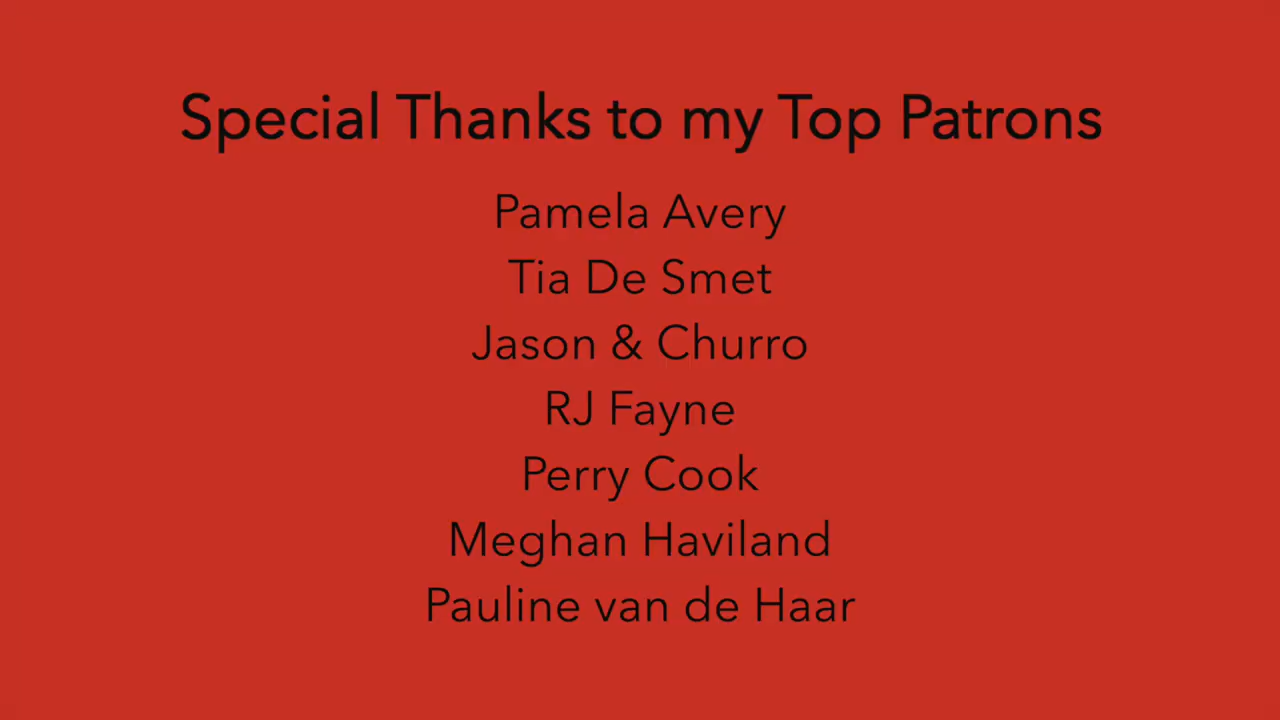 Special Thanks to my Top Patrons
Pamela Avery
Tia De Smet
Jason & Churro
RJ Fayne
Perry Cook
Meghan Haviland
Pauline van de Haar